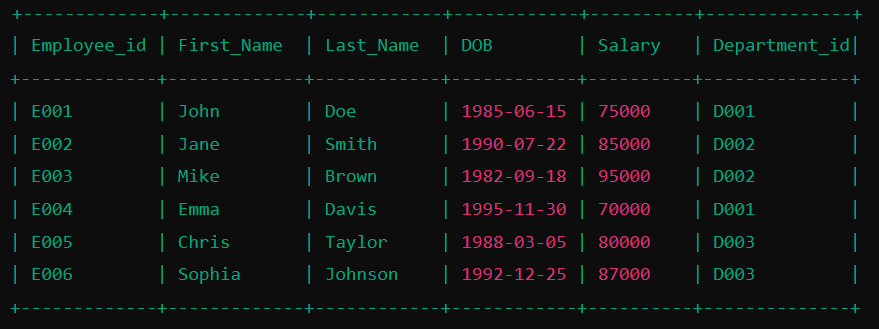 +-------------+-------------+------------+------------+----------+--------------+
| Employee_id | First_Name  | Last_Name  | DOB        | Salary   | Department_id|
+-------------+-------------+------------+------------+----------+--------------+
| E001        | John        | Doe        | 1985-06-15 | 75000    | D001         |
| E002        | Jane        | Smith      | 1990-07-22 | 85000    | D002         |
| E003        | Mike        | Brown      | 1982-09-18 | 95000    | D002         |
| E004        | Emma        | Davis      | 1995-11-30 | 70000    | D001         |
| E005        | Chris       | Taylor     | 1988-03-05 | 80000    | D003         |
| E006        | Sophia      | Johnson    | 1992-12-25 | 87000    | D003         |
+-------------+-------------+------------+------------+----------+--------------+